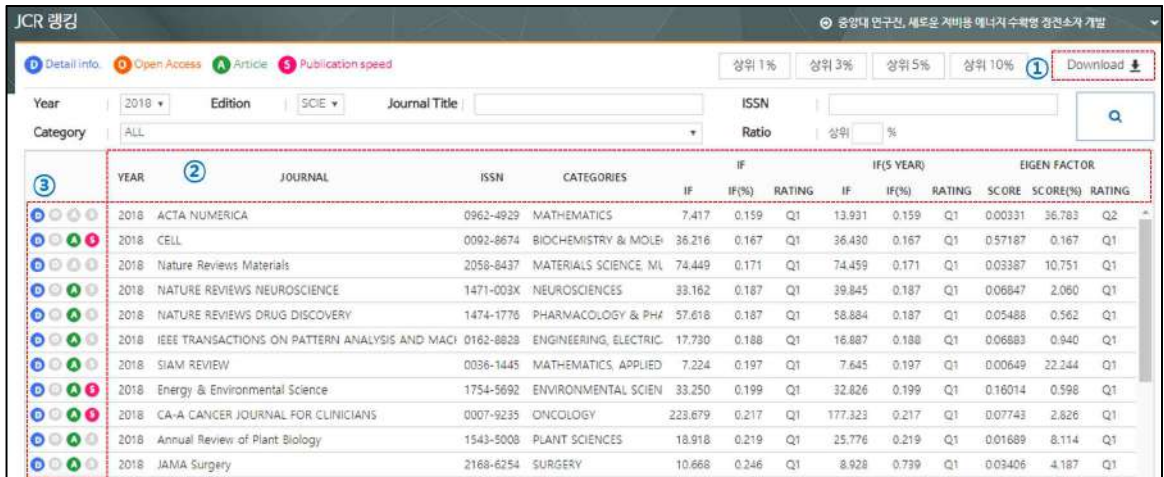 JCR 랭킹
중앙대 연구진, 새로운 저비용 에너지 수확형 점전소자 개발
D Detail info. O Open Access A Article S Publication speed 상위 1% 상위 3% 상위 5% 상위 10% ① Download
Year 2018 Edition SCIE Journal Title ISSN
Category ALL Ratio 상위 %
② ③
IF IF(5 YEAR) EIGEN FACTOR
YEAR JOURNAL ISSN CATEGORIES IF IF(%) RATING IF IF(%) RATING SCORE SCORE(%) RATING
D O A S 2018 ACTA NUMERICA 0962-4929 MATHEMATICS 7.417 0.159 Q1 13.931 0.159 Q1 0.00331 36.783 Q2
D O A S 2018 CELL 0092-8674 BIOCHEMISTRY & MOLE 36.216 0.167 Q1 36.430 0.167 Q1 0.57187 0.167 Q1
D O A S 2018 Nature Reviews Materials 2058-8437 MATERIALS SCIENCE, MU 74.449 0.171 Q1 74.459 0.171 Q1 0.03387 10.751 Q1
D O A S 2018 NATURE REVIEWS NEUROSCIENCE 1471-003X NEUROSCIENCES 33.162 0.187 Q1 39.845 0.187 Q1 0.06847 2.060 Q1
D O A S 2018 NATURE REVIEWS DRUG DISCOVERY 1474-1776 PHARMACOLOGY & PHA 57.618 0.187 Q1 58.884 0.187 Q1 0.05488 0.562 Q1
D O A S 2018 IEEE TRANSACTIONS ON PATTERN ANALYSIS AND MACH 0162-8828 ENGINEERING, ELECTRIC 17.730 0.188 Q1 16.887 0.188 Q1 0.06883 0.940 Q1
D O A S 2018 SIAM REVIEW 0036-1445 MATHEMATICS, APPLIED 7.224 0.197 Q1 7.645 0.197 Q1 0.00649 22.244 Q1
D O A S 2018 Energy & Environmental Science 1754-5692 ENVIRONMENTAL SCIEN 33.250 0.199 Q1 32.826 0.199 Q1 0.16014 0.598 Q1
D O A S 2018 CA-A CANCER JOURNAL FOR CLINICIANS 0007-9235 ONCOLOGY 223.679 0.217 Q1 177.323 0.217 Q1 0.07743 2.826 Q1
D O A S 2018 Annual Review of Plant Biology 1543-5008 PLANT SCIENCES 18.918 0.219 Q1 25.776 0.219 Q1 0.01689 8.114 Q1
D O A S 2018 JAMA Surgery 2168-6254 SURGERY 10.668 0.246 Q1 8.928 0.739 Q1 0.03406 4.187 Q1